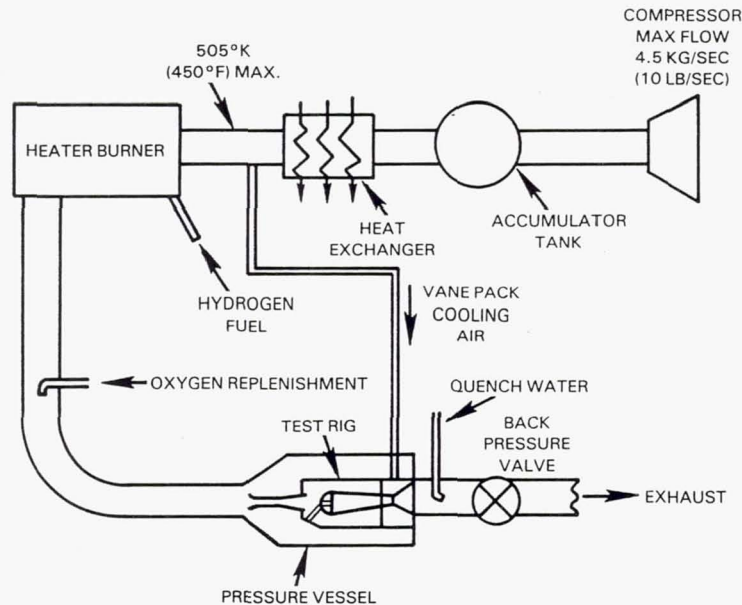 COMPRESSOR
MAX FLOW
4.5 KG/SEC
(10 LB/SEC)
505°K
(450°F) MAX.
HEATER BURNER
HEAT
EXCHANGER
ACCUMULATOR
TANK
HYDROGEN
FUEL
VANE PACK
COOLING
AIR
OXYGEN REPLENISHMENT
QUENCH WATER
TEST RIG
BACK
PRESSURE
VALVE
EXHAUST
PRESSURE VESSEL